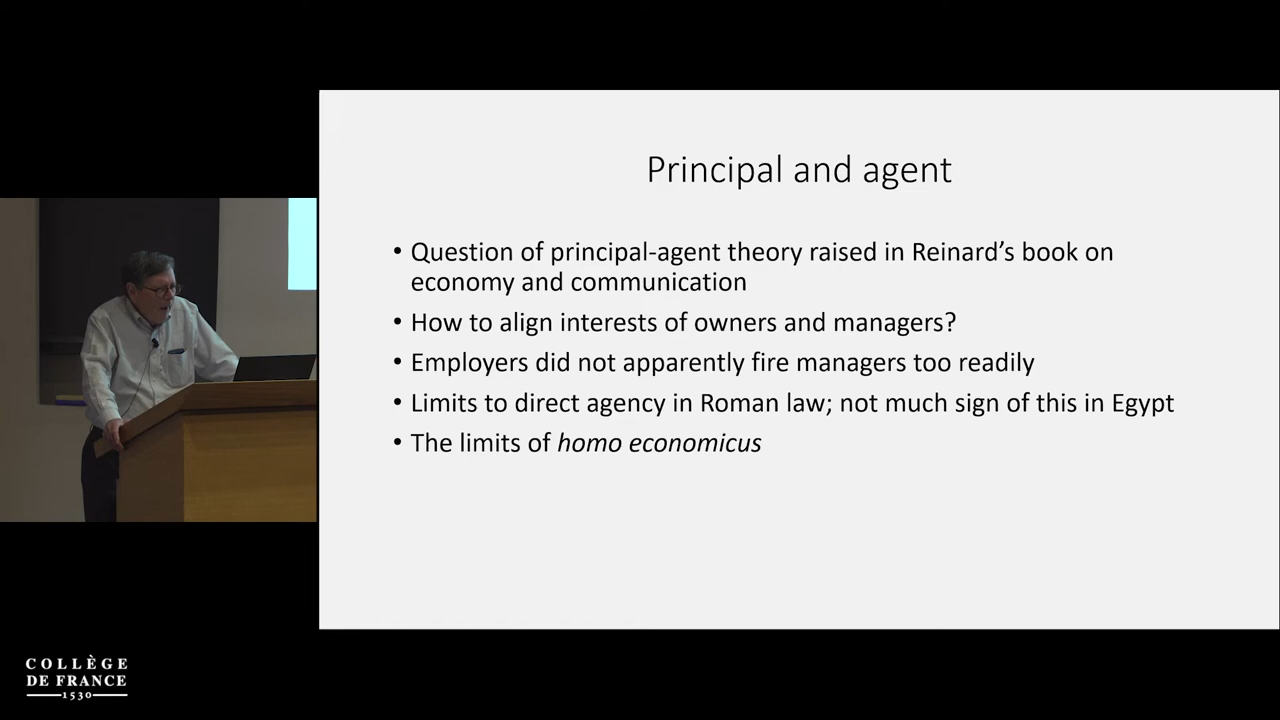 Principal and agent
• Question of principal-agent theory raised in Reinard’s book on
economy and communication
• How to align interests of owners and managers?
• Employers did not apparently fire managers too readily
• Limits to direct agency in Roman law; not much sign of this in Egypt
• The limits of homo economicus
COLLÈGE
DE FRANCE
1530